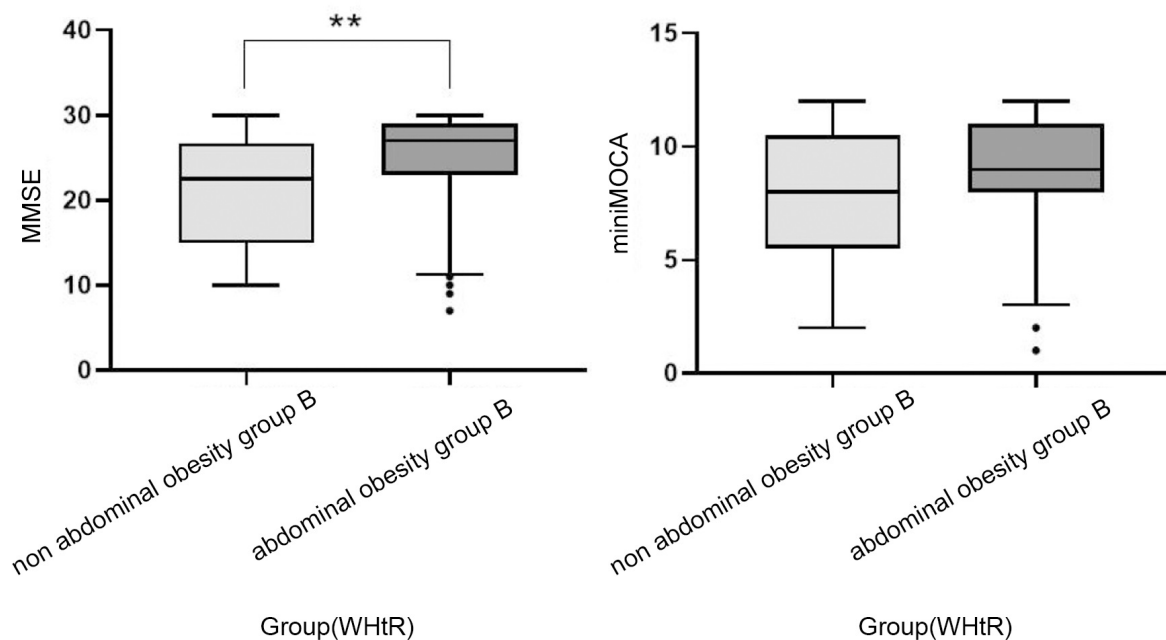 **
MMSE
40
30
20
10
0
non abdominal obesity group B
abdominal obesity group B
Group(WHtR)
miniMOCA
15
10
5
0
non abdominal obesity group B
abdominal obesity group B
Group(WHtR)